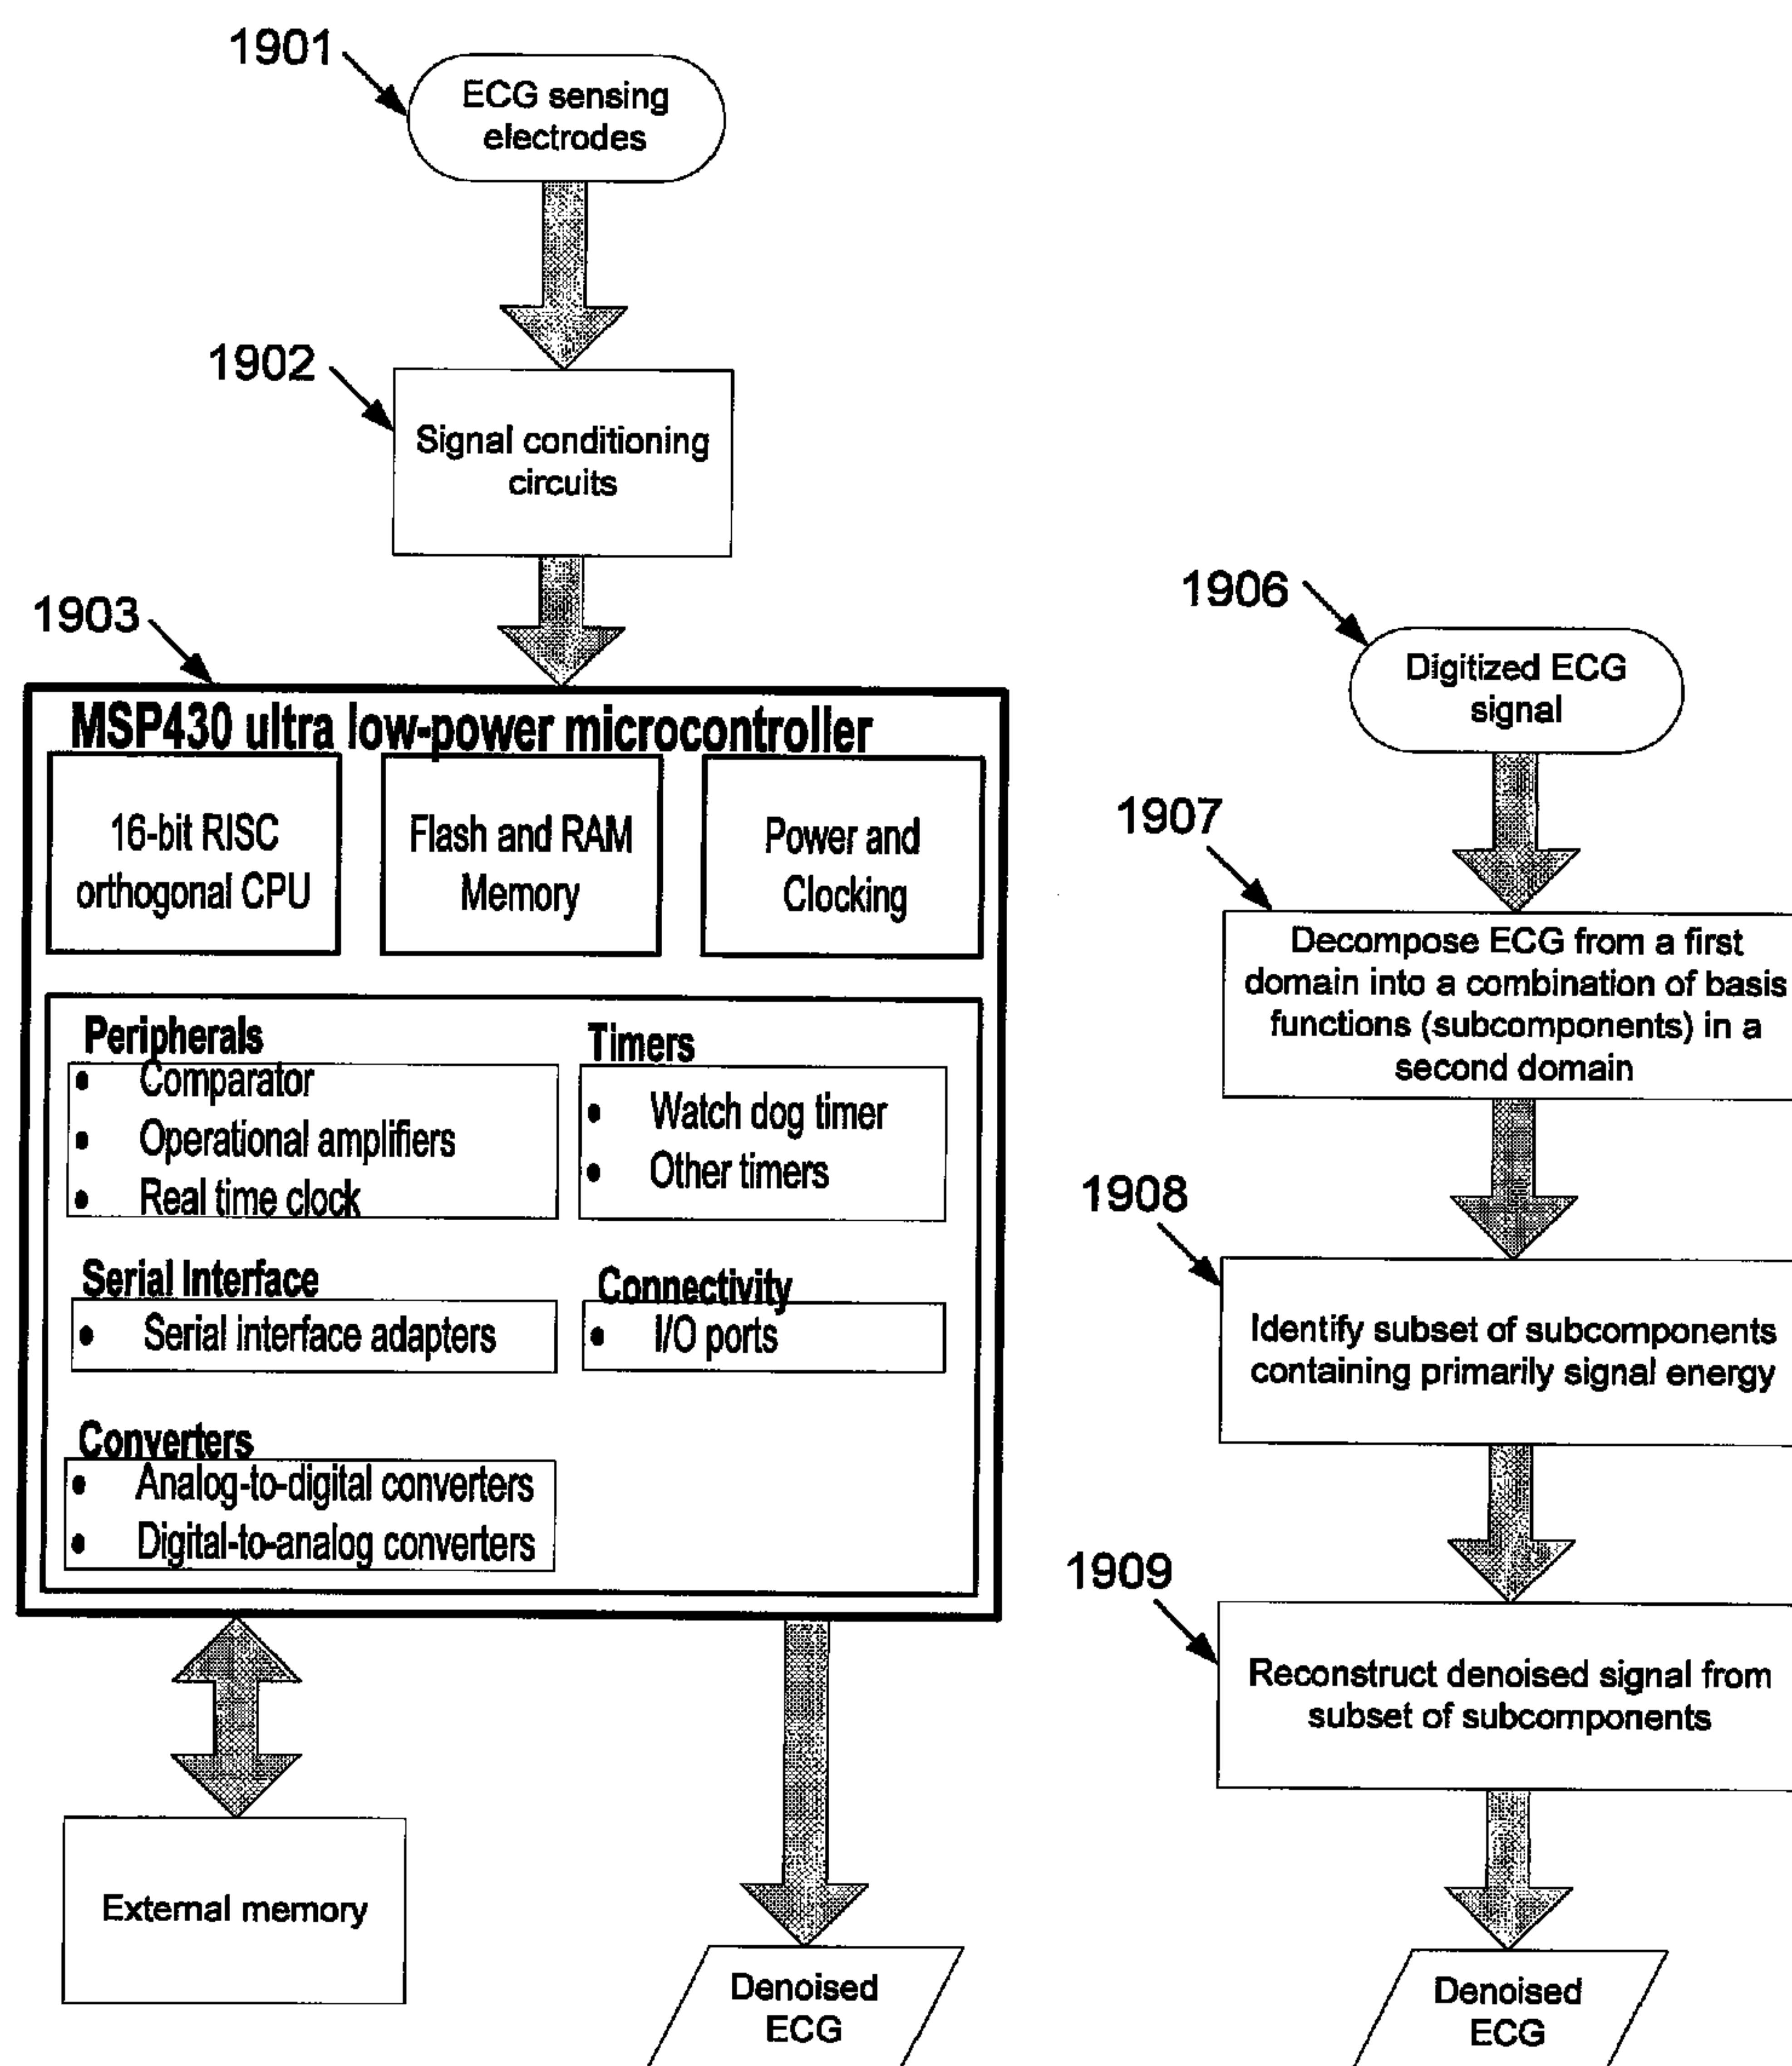 1901
ECG sensing
electrodes
1902
Signal conditioning
circuits
1903
MSP430 ultra low-power microcontroller
16-bit RISC
orthogonal CPU
Flash and RAM
Memory
Power and
Clocking
Peripherals
• Comparator
• Operational amplifiers
• Real time clock
Timers
• Watch dog timer
• Other timers
Serial Interface
• Serial interface adapters
Connectivity
• I/O ports
Converters
• Analog-to-digital converters
• Digital-to-analog converters
External memory
Denoised
ECG
1906
Digitized ECG
signal
1907
Decompose ECG from a first
domain into a combination of basis
functions (subcomponents) in a
second domain
1908
Identify subset of subcomponents
containing primarily signal energy
1909
Reconstruct denoised signal from
subset of subcomponents
Denoised
ECG